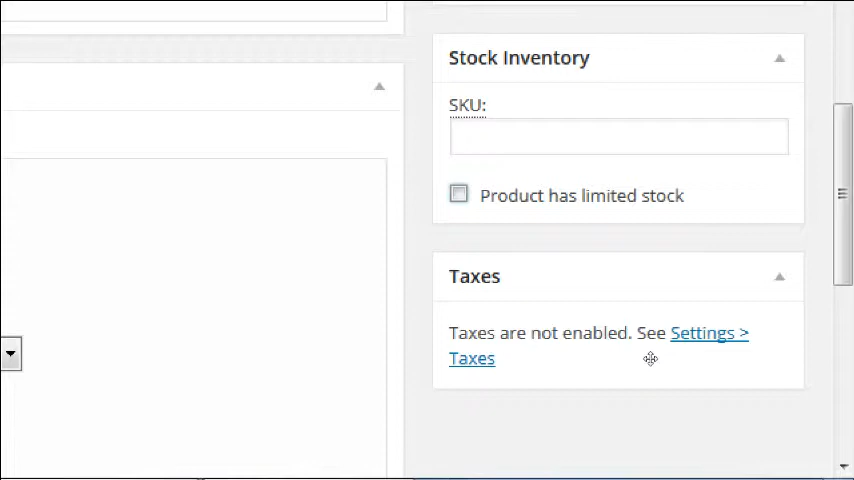 Stock Inventory
SKU:
Product has limited stock
Taxes
Taxes are not enabled. See Settings >
Taxes